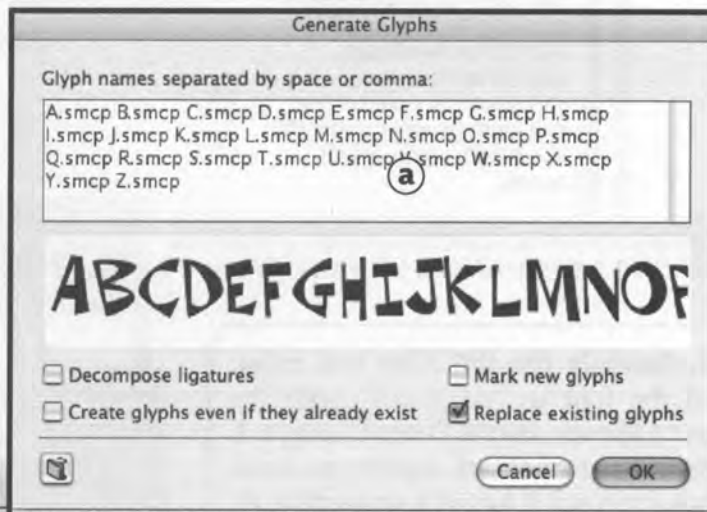 Generate Glyphs
Glyph names separated by space or comma:
A.smcp B.smcp C.smcp D.smcp E.smcp F.smcp G.smcp H.smcp
I.smcp J.smcp K.smcp L.smcp M.smcp N.smcp O.smcp P.smcp
Q.smcp R.smcp S.smcp T.smcp U.smcp V.smcp W.smcp X.smcp
Y.smcp Z.smcp
a
ABCDEFGHIJKLMNOP
Decompose ligatures
Mark new glyphs
Create glyphs even if they already exist
Replace existing glyphs
Cancel
OK